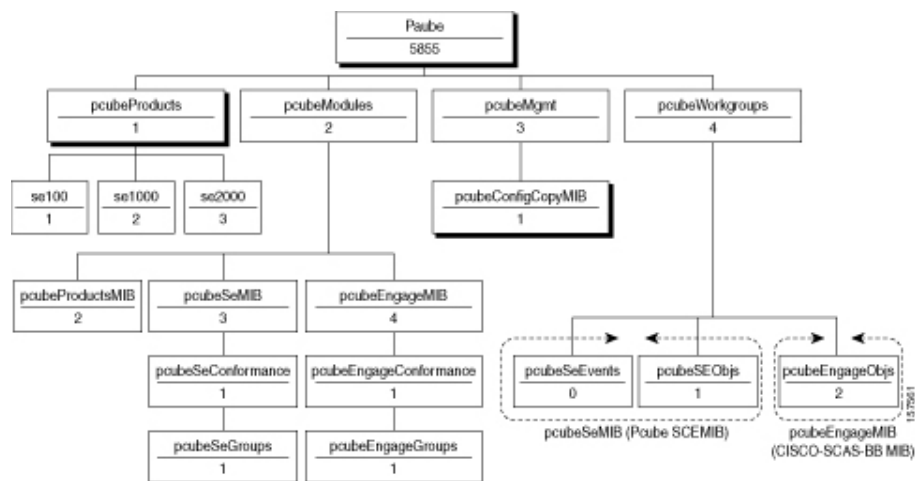 Paube
5855
pcubeProducts
1
pcubeModules
2
pcubeMgmt
3
pcubeWorkgroups
4
se100
1
se1000
2
se2000
3
pcubeConfigCopyMIB
1
pcubeProductsMIB
2
pcubeSeMIB
3
pcubeEngageMIB
4
pcubeSeConformance
1
pcubeEngageConformance
1
pcubeSeGroups
1
pcubeEngageGroups
1
pcubeSeEvents
0
pcubeSEObjs
1
pcubeEngageObjs
2
pcubeSeMIB (Pcube SCEMIB)
pcubeEngageMIB
(CISCO-SCAS-BB MIB)
157561